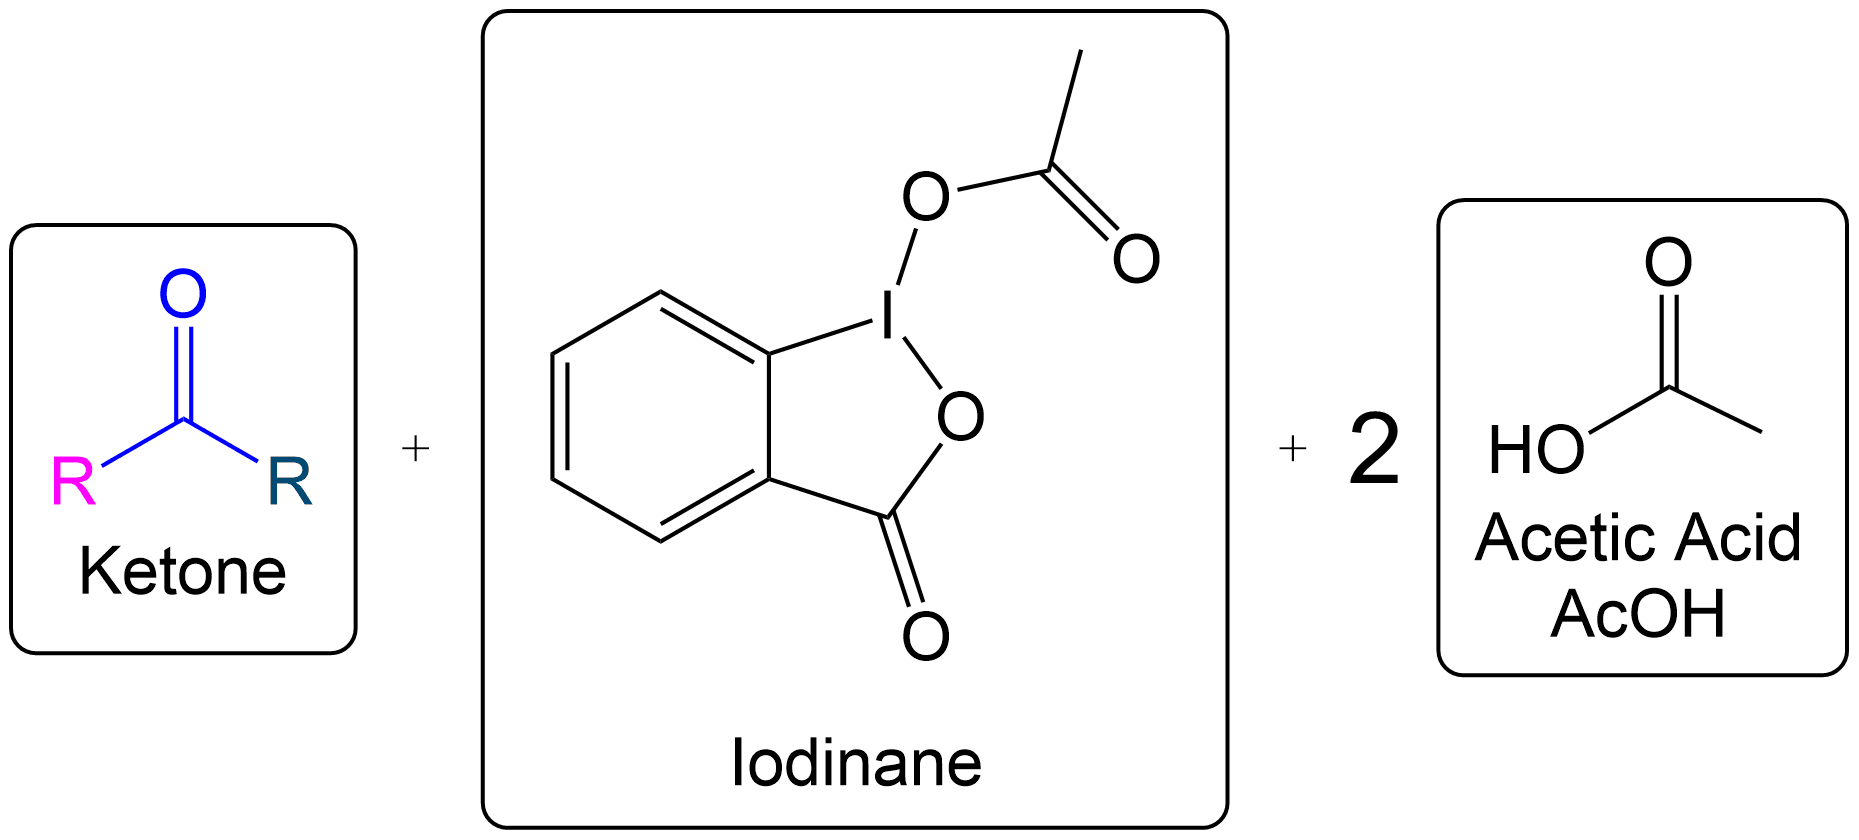 O
R R
Ketone
+
O
O
I
O
O
Iodinane
+ 2
O
HO
Acetic Acid
AcOH